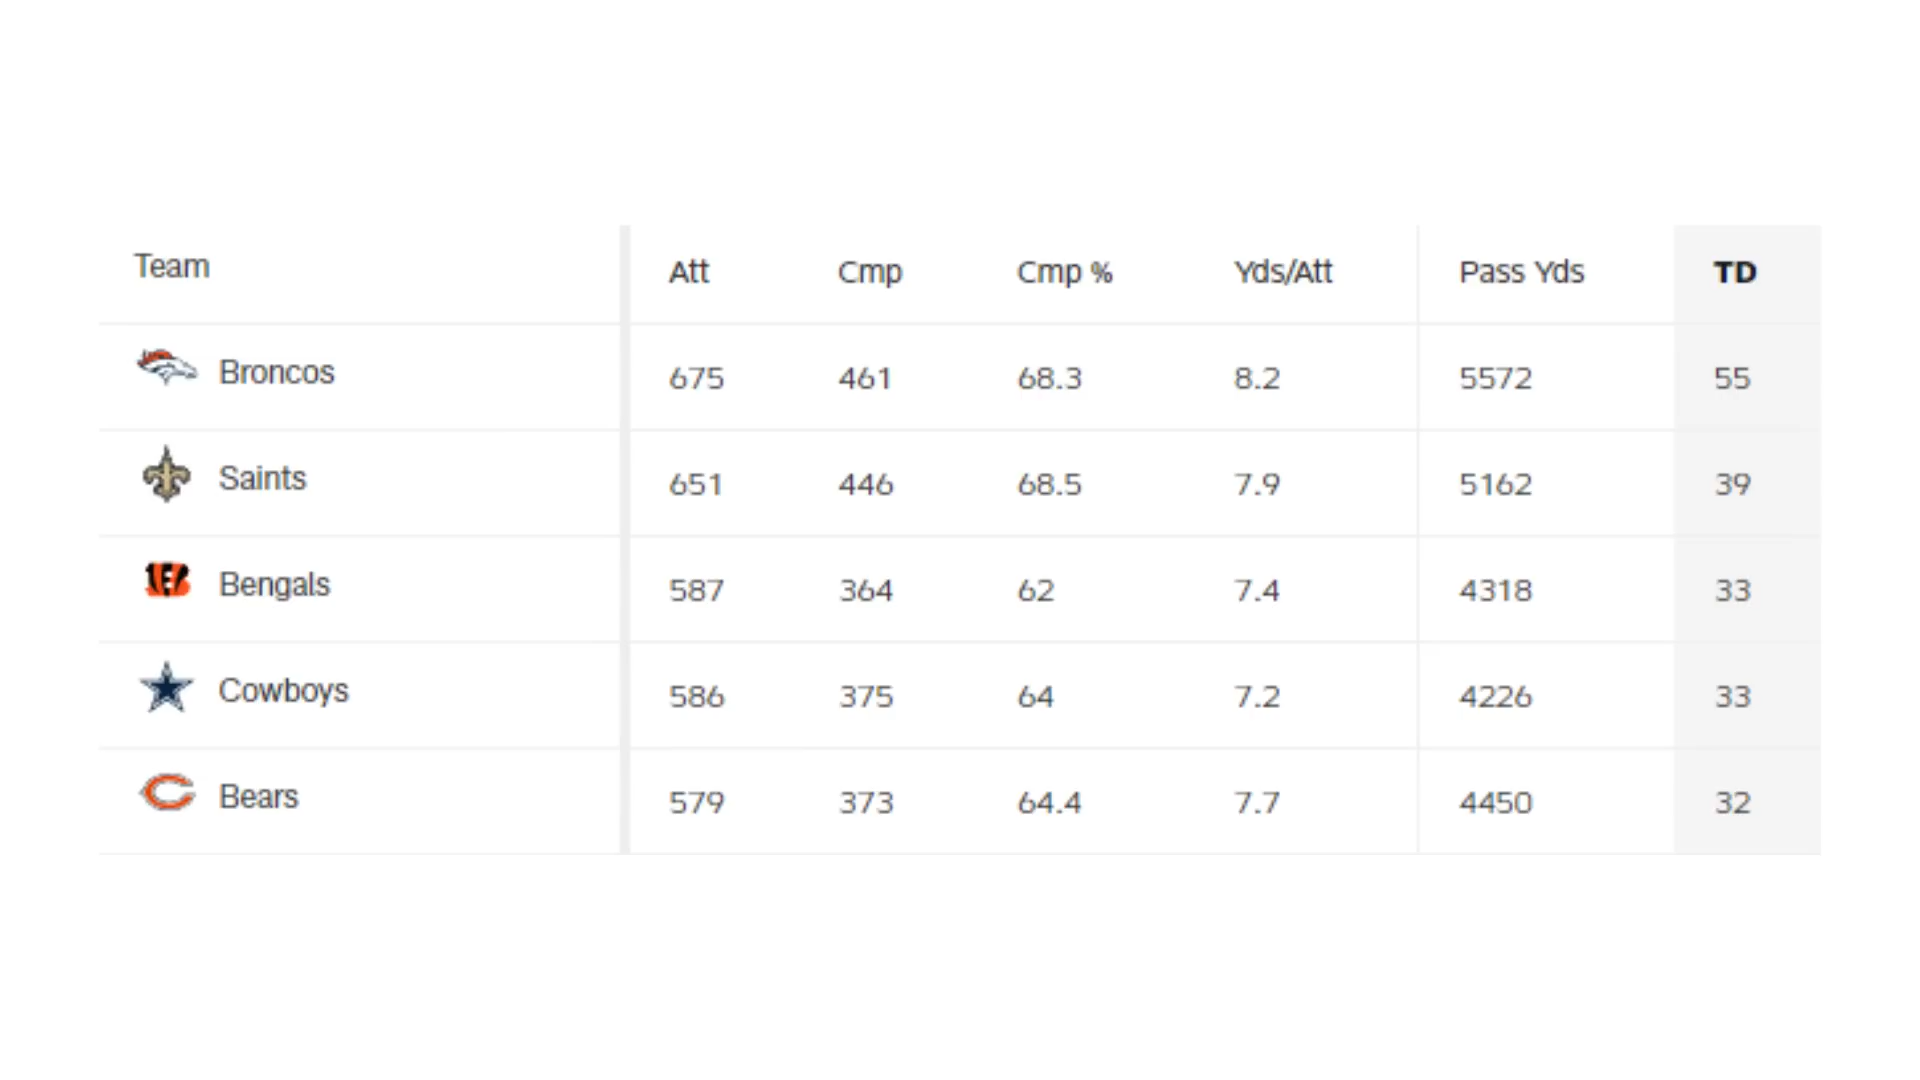 Team Att Cmp Cmp % Yds/Att Pass Yds TD
Broncos 675 461 68.3 8.2 5572 55
Saints 651 446 68.5 7.9 5162 39
Bengals 587 364 62 7.4 4318 33
Cowboys 586 375 64 7.2 4226 33
Bears 579 373 64.4 7.7 4450 32